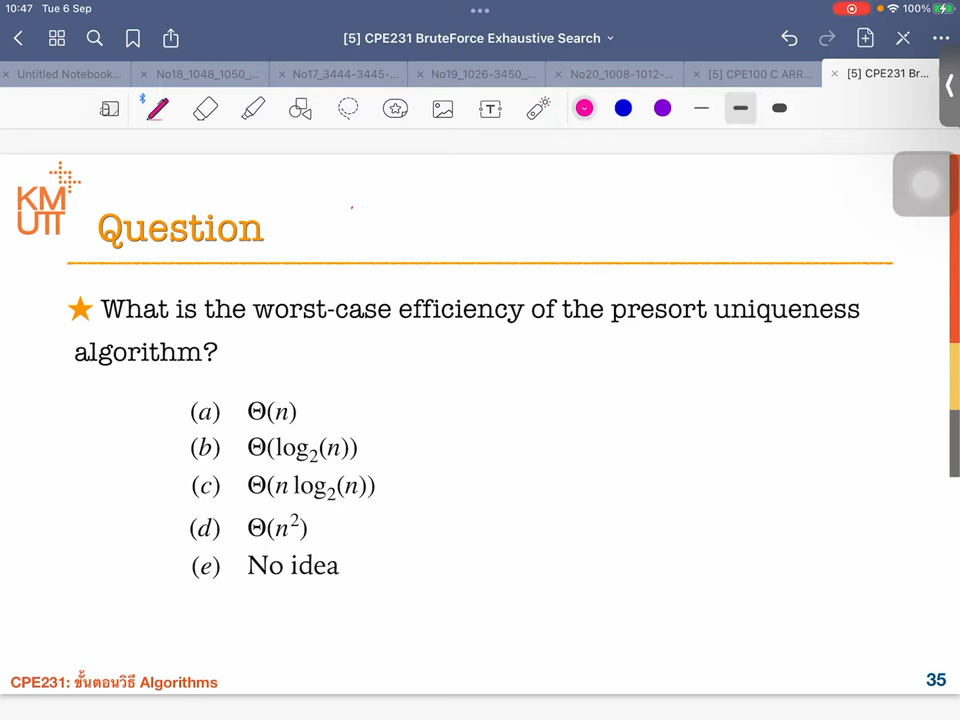 10:47 Tue 6 Sep
100%
[5] CPE231 BruteForce Exhaustive Search
Untitled Notebook...
No18_1048_1050_...
No17_3444-3445-...
No19_1026-3450_...
No20_1008-1012-...
[5] CPE100 C ARR...
[5] CPE231 Br...
KM
UTT
Question
★ What is the worst-case efficiency of the presort uniqueness
algorithm?
(a) Θ(n)
(b) Θ(log₂(n))
(c) Θ(n log₂(n))
(d) Θ(n²)
(e) No idea
CPE231: ขั้นตอนวิธี Algorithms
35